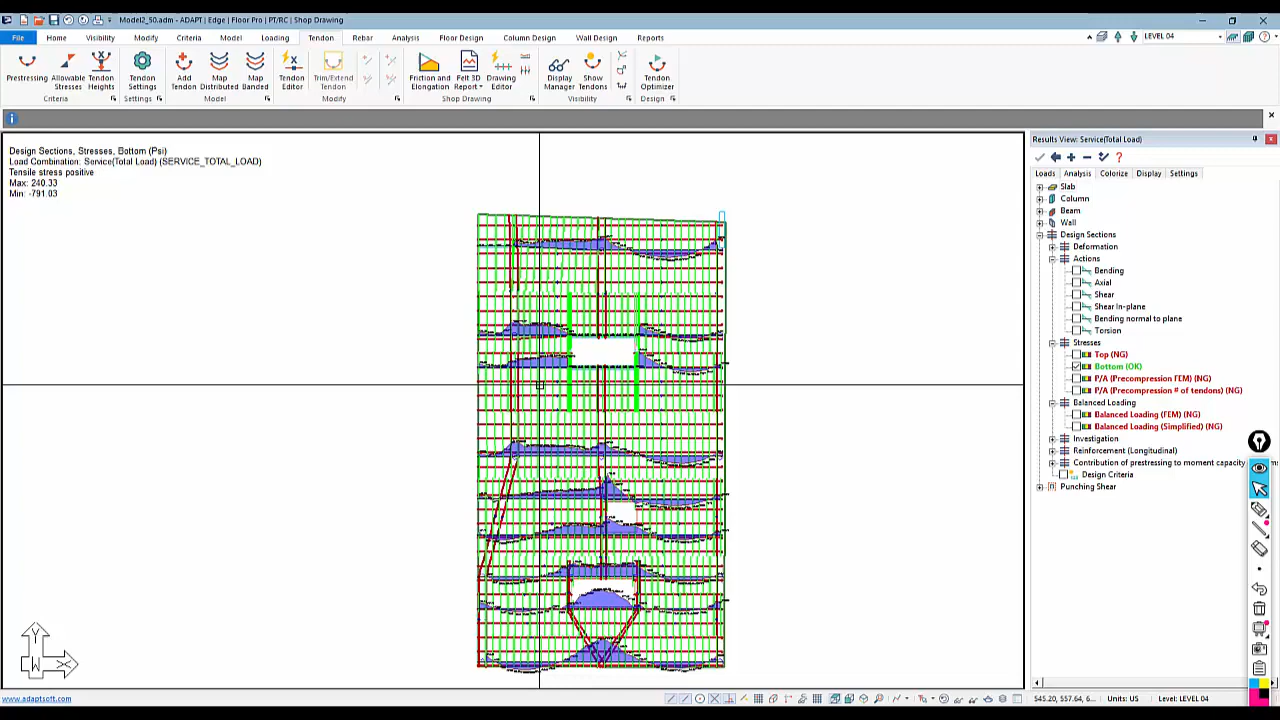 Model2_50.adm - ADAPT | Edge | Floor Pro | PT/RC | Shop Drawing
File Home Visibility Modify Criteria Model Loading Tendon Rebar Analysis Floor Design Column Design Wall Design Reports LEVEL 04
Prestressing Allowable Stresses Tendon Heights Tendon Settings Add Tendon Map Distributed Map Banded Tendon Editor Trim/Extend Tendon Friction and Elongation Felt 3D Report Drawing Editor Display Manager Show Tendons Tendon Optimizer
Criteria Settings Model Modify Shop Drawing Visibility Design
Design Sections, Stresses, Bottom (Psi)
Load Combination: Service(Total Load) (SERVICE_TOTAL_LOAD)
Tensile stress positive
Max: 240.33
Min: -791.03
Y
W
X
www.adaptsoft.com
Results View: Service(Total Load)
Loads Analysis Colorize Display Settings
Slab
Column
Beam
Wall
Design Sections
Deformation
Actions
Bending
Axial
Shear
Shear In-plane
Bending normal to plane
Torsion
Stresses
Top (NG)
Bottom (OK)
P/A (Precompression FEM) (NG)
P/A (Precompression # of tendons) (NG)
Balanced Loading
Balanced Loading (FEM) (NG)
Balanced Loading (Simplified) (NG)
Investigation
Reinforcement (Longitudinal)
Contribution of prestressing to moment capacity
Design Criteria
Punching Shear
545.20, 557.64, 6... Units: US Level: LEVEL 04